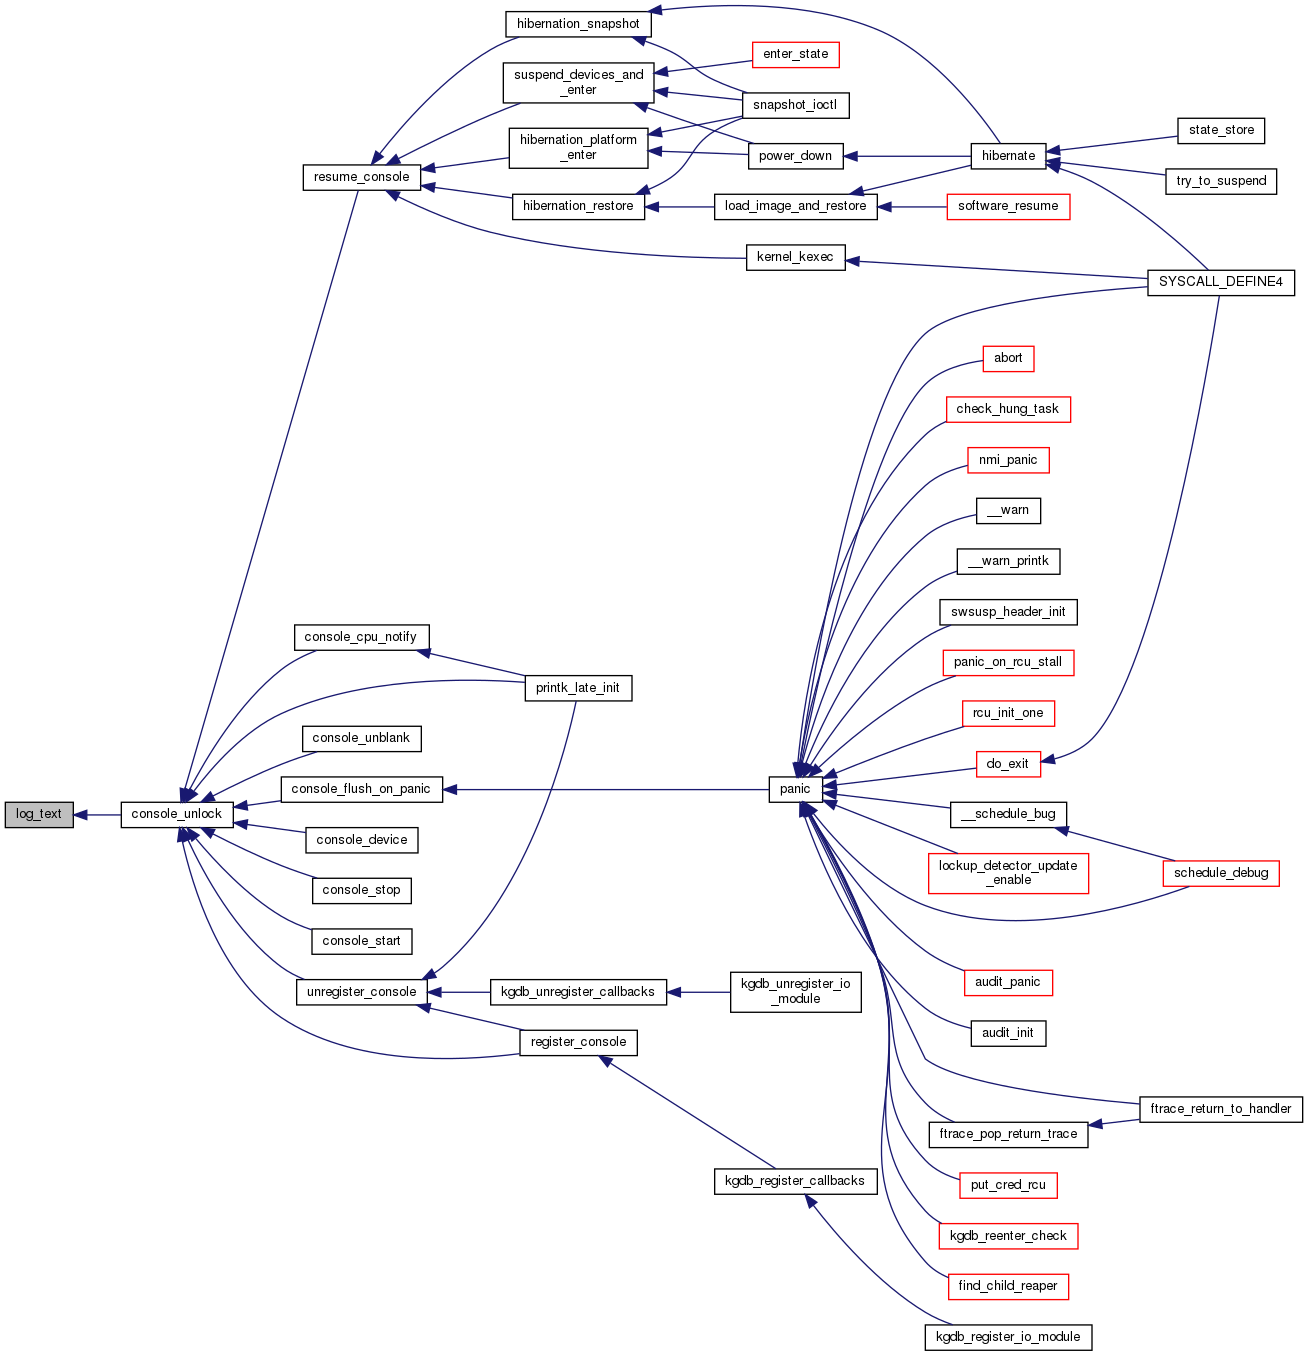 hibernation_snapshot
enter_state
suspend_devices_and
_enter
snapshot_ioctl
state_store
hibernation_platform
_enter
power_down
hibernate
resume_console
try_to_suspend
hibernation_restore
load_image_and_restore
software_resume
kernel_kexec
SYSCALL_DEFINE4
abort
check_hung_task
nmi_panic
__warn
__warn_printk
swsusp_header_init
console_cpu_notify
panic_on_rcu_stall
printk_late_init
rcu_init_one
console_unblank
do_exit
console_flush_on_panic
panic
log_text
console_unlock
__schedule_bug
console_device
lockup_detector_update
_enable
schedule_debug
console_stop
console_start
audit_panic
unregister_console
kgdb_unregister_callbacks
kgdb_unregister_io
_module
audit_init
register_console
ftrace_return_to_handler
ftrace_pop_return_trace
kgdb_register_callbacks
put_cred_rcu
kgdb_reenter_check
find_child_reaper
kgdb_register_io_module